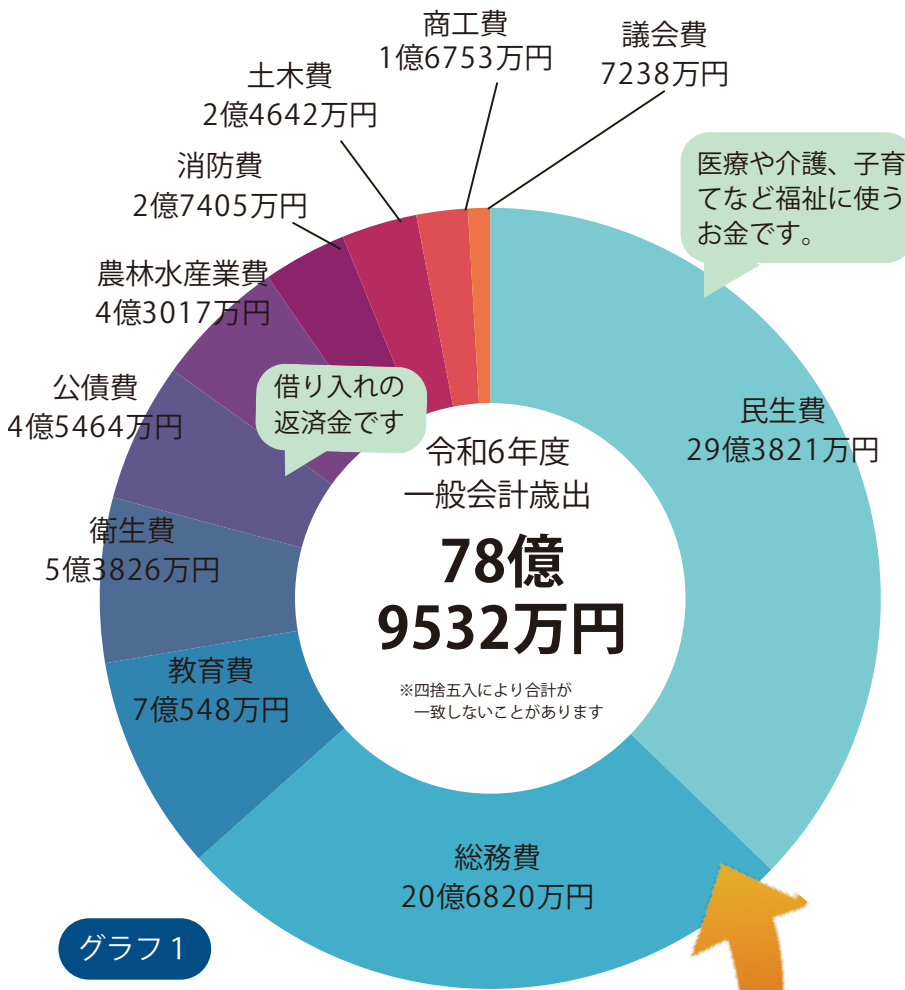 商工費
1億6753万円
議会費
7238万円
土木費
2億4642万円
消防費
2億7405万円
農林水産業費
4億3017万円
公債費
4億5464万円
衛生費
5億3826万円
教育費
7億548万円
総務費
20億6820万円
民生費
29億3821万円
医療や介護、子育
てなど福祉に使う
お金です。
借り入れの
返済金です
令和6年度
一般会計歳出
78億
9532万円
※四捨五入により合計が
一致しないことがあります
グラフ1